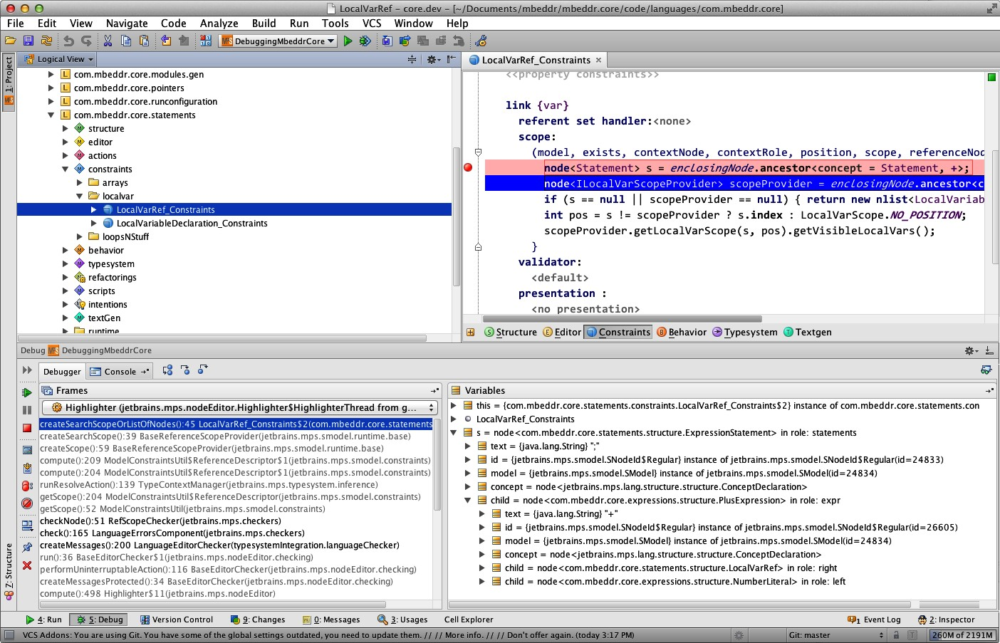 LocalVarRef – core.dev – [~/Documents/mbeddr/mbeddr.core/code/languages/com.mbeddr.core]
File Edit View Navigate Code Analyze Build Run Tools VCS Window Help
DebuggingMbeddrCore
1: Project
Logical View
com.mbeddr.core.modules.gen
com.mbeddr.core.pointers
com.mbeddr.core.runconfiguration
com.mbeddr.core.statements
structure
editor
actions
constraints
arrays
localvar
LocalVarRef_Constraints
LocalVariableDeclaration_Constraints
loopsNStuff
behavior
typesystem
refactorings
scripts
intentions
textGen
runtime
LocalVarRef_Constraints
<<property constraints>>
link {var}
referent set handler:<none>
scope:
(model, exists, contextNode, contextRole, position, scope, referenceNod
node<Statement> s = enclosingNode.ancestor<concept = Statement, +>;
node<ILocalVarScopeProvider> scopeProvider = enclosingNode.ancestor<c
if (s == null || scopeProvider == null) { return new nlist<LocalVariab
int pos = s != scopeProvider ? s.index : LocalVarScope.NO_POSITION;
scopeProvider.getLocalVarScope(s, pos).getVisibleLocalVars();
}
validator:
<default>
presentation :
<no presentation>
Structure Editor Constraints Behavior Typesystem Textgen
Debug DebuggingMbeddrCore
Debugger Console
Frames
Highlighter (jetbrains.mps.nodeEditor.Highlighter$HighlighterThread from g...
createSearchScopeOrListOfNodes():45 LocalVarRef_Constraints$2(com.mbeddr.core.statements
createSearchScope():39 BaseReferenceScopeProvider(jetbrains.mps.smodel.runtime.base)
createScope():59 BaseReferenceScopeProvider(jetbrains.mps.smodel.runtime.base)
compute():209 ModelConstraintsUtil$ReferenceDescriptor$1(jetbrains.mps.smodel.constraints)
compute():204 ModelConstraintsUtil$ReferenceDescriptor$1(jetbrains.mps.smodel.constraints)
runResolveAction():139 TypeContextManager(jetbrains.mps.typesystem.inference)
getScope():204 ModelConstraintsUtil$ReferenceDescriptor(jetbrains.mps.smodel.constraints)
getScope():52 ModelConstraintsUtil(jetbrains.mps.smodel.constraints)
checkNode():51 RefScopeChecker(jetbrains.mps.checkers)
check():165 LanguageErrorsComponent(jetbrains.mps.checkers)
createMessages():200 LanguageEditorChecker(typesystemIntegration.languageChecker)
run():36 BaseEditorChecker$1(jetbrains.mps.nodeEditor.checking)
performUninterruptableAction():116 BaseEditorChecker(jetbrains.mps.nodeEditor.checking)
createMessagesProtected():34 BaseEditorChecker(jetbrains.mps.nodeEditor.checking)
compute():498 Highlighter$11(jetbrains.mps.nodeEditor)
Variables
this = {com.mbeddr.core.statements.constraints.LocalVarRef_Constraints$2} instance of com.mbeddr.core.statements.con
LocalVarRef_Constraints
s = node<com.mbeddr.core.statements.structure.ExpressionStatement> in role: statements
text = {java.lang.String} ";"
id = {jetbrains.mps.smodel.SNodeId$Regular} instance of jetbrains.mps.smodel.SNodeId$Regular(id=24833)
model = {jetbrains.mps.smodel.SModel} instance of jetbrains.mps.smodel.SModel(id=24834)
concept = node<jetbrains.mps.lang.structure.structure.ConceptDeclaration>
child = node<com.mbeddr.core.expressions.structure.PlusExpression> in role: expr
text = {java.lang.String} "+"
id = {jetbrains.mps.smodel.SNodeId$Regular} instance of jetbrains.mps.smodel.SNodeId$Regular(id=26605)
model = {jetbrains.mps.smodel.SModel} instance of jetbrains.mps.smodel.SModel(id=24834)
concept = node<jetbrains.mps.lang.structure.structure.ConceptDeclaration>
child = node<com.mbeddr.core.statements.structure.LocalVarRef> in role: right
child = node<com.mbeddr.core.expressions.structure.NumberLiteral> in role: left
Z: Structure
4: Run 5: Debug Version Control 9: Changes 0: Messages 3: Usages Cell Explorer 1 Event Log 2: Inspector
VCS Addons: You are using Git. You have some of the global settings outdated, you need to update them. // // More info. // // Don't offer again. (today 3:17 PM) Git: master 260M of 2191M